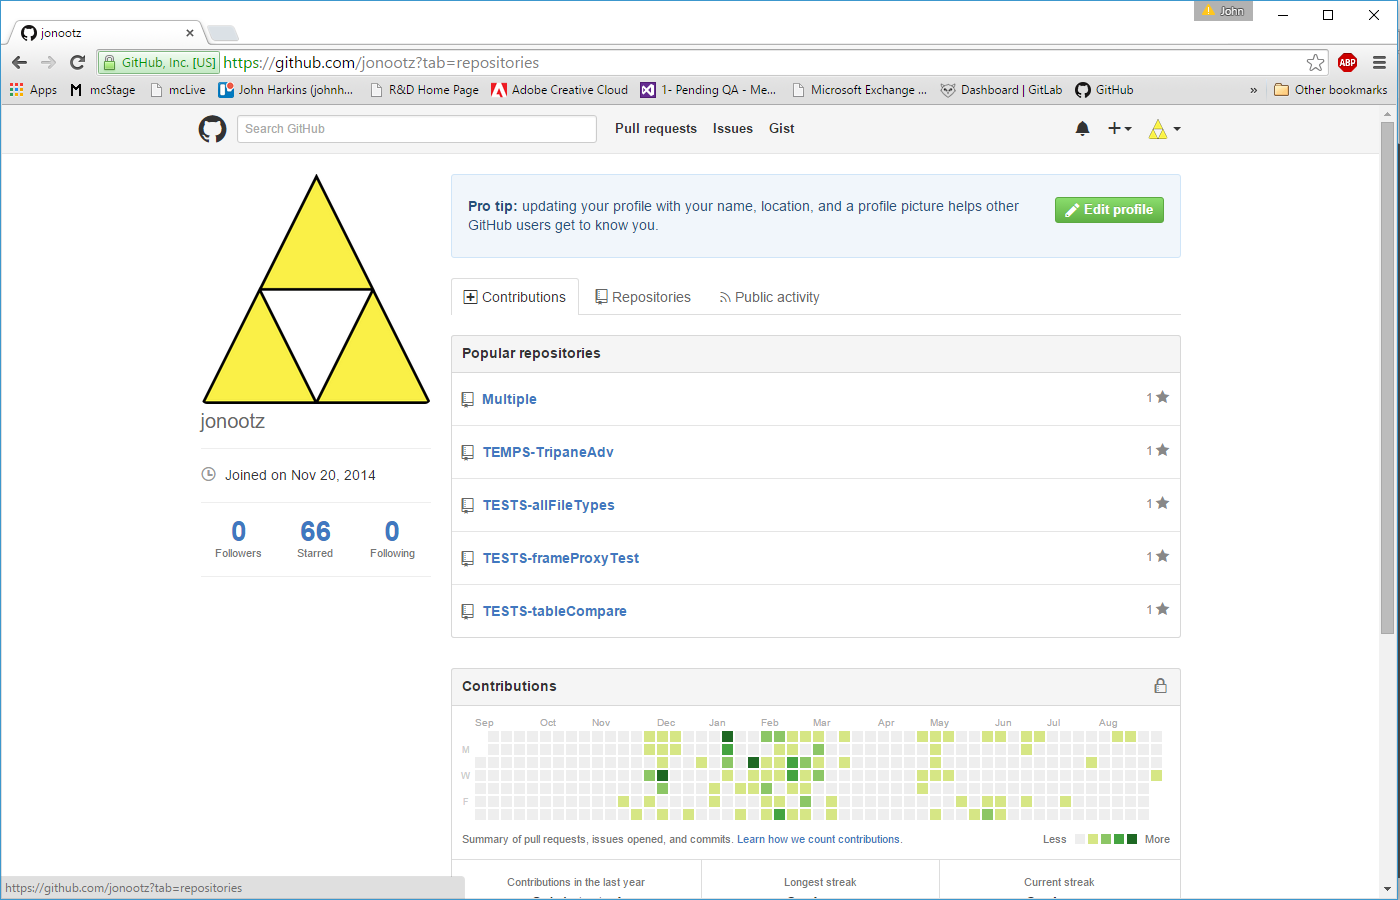 John
jonootz
GitHub, Inc. [US] https://github.com/jonootz?tab=repositories
ABP
Apps mcStage mcLive John Harkins (johnh... R&D Home Page Adobe Creative Cloud 1- Pending QA - Me... Microsoft Exchange ... Dashboard | GitLab GitHub » Other bookmarks
Search GitHub Pull requests Issues Gist
Pro tip: updating your profile with your name, location, and a profile picture helps other
GitHub users get to know you.
Edit profile
jonootz
Joined on Nov 20, 2014
0 66 0
Followers Starred Following
Contributions Repositories Public activity
Popular repositories
Multiple 1
TEMPS-TripaneAdv 1
TESTS-allFileTypes 1
TESTS-frameProxyTest 1
TESTS-tableCompare 1
Contributions
Sep Oct Nov Dec Jan Feb Mar Apr May Jun Jul Aug
M
W
F
Summary of pull requests, issues opened, and commits. Learn how we count contributions. Less More
Contributions in the last year Longest streak Current streak
https://github.com/jonootz?tab=repositories